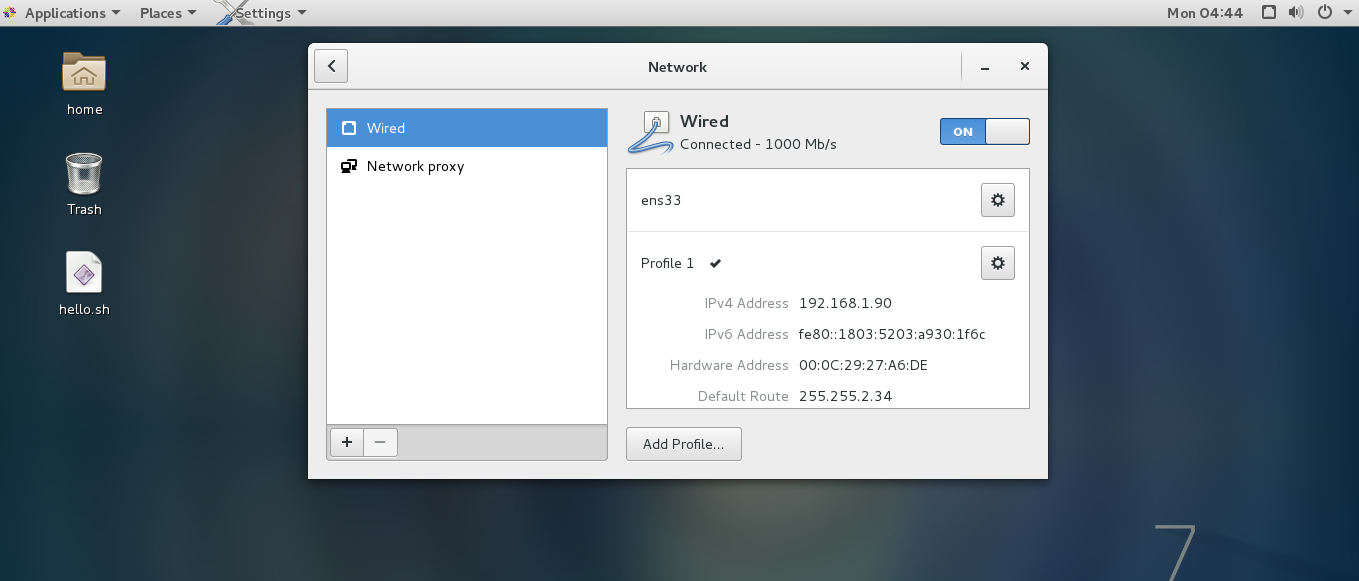 Applications Places Settings Mon 04:44
home
Trash
hello.sh
Network
Wired
Network proxy
Wired
Connected - 1000 Mb/s
ON
ens33
Profile 1
IPv4 Address 192.168.1.90
IPv6 Address fe80::1803:5203:a930:1f6c
Hardware Address 00:0C:29:27:A6:DE
Default Route 255.255.2.34
Add Profile...
7